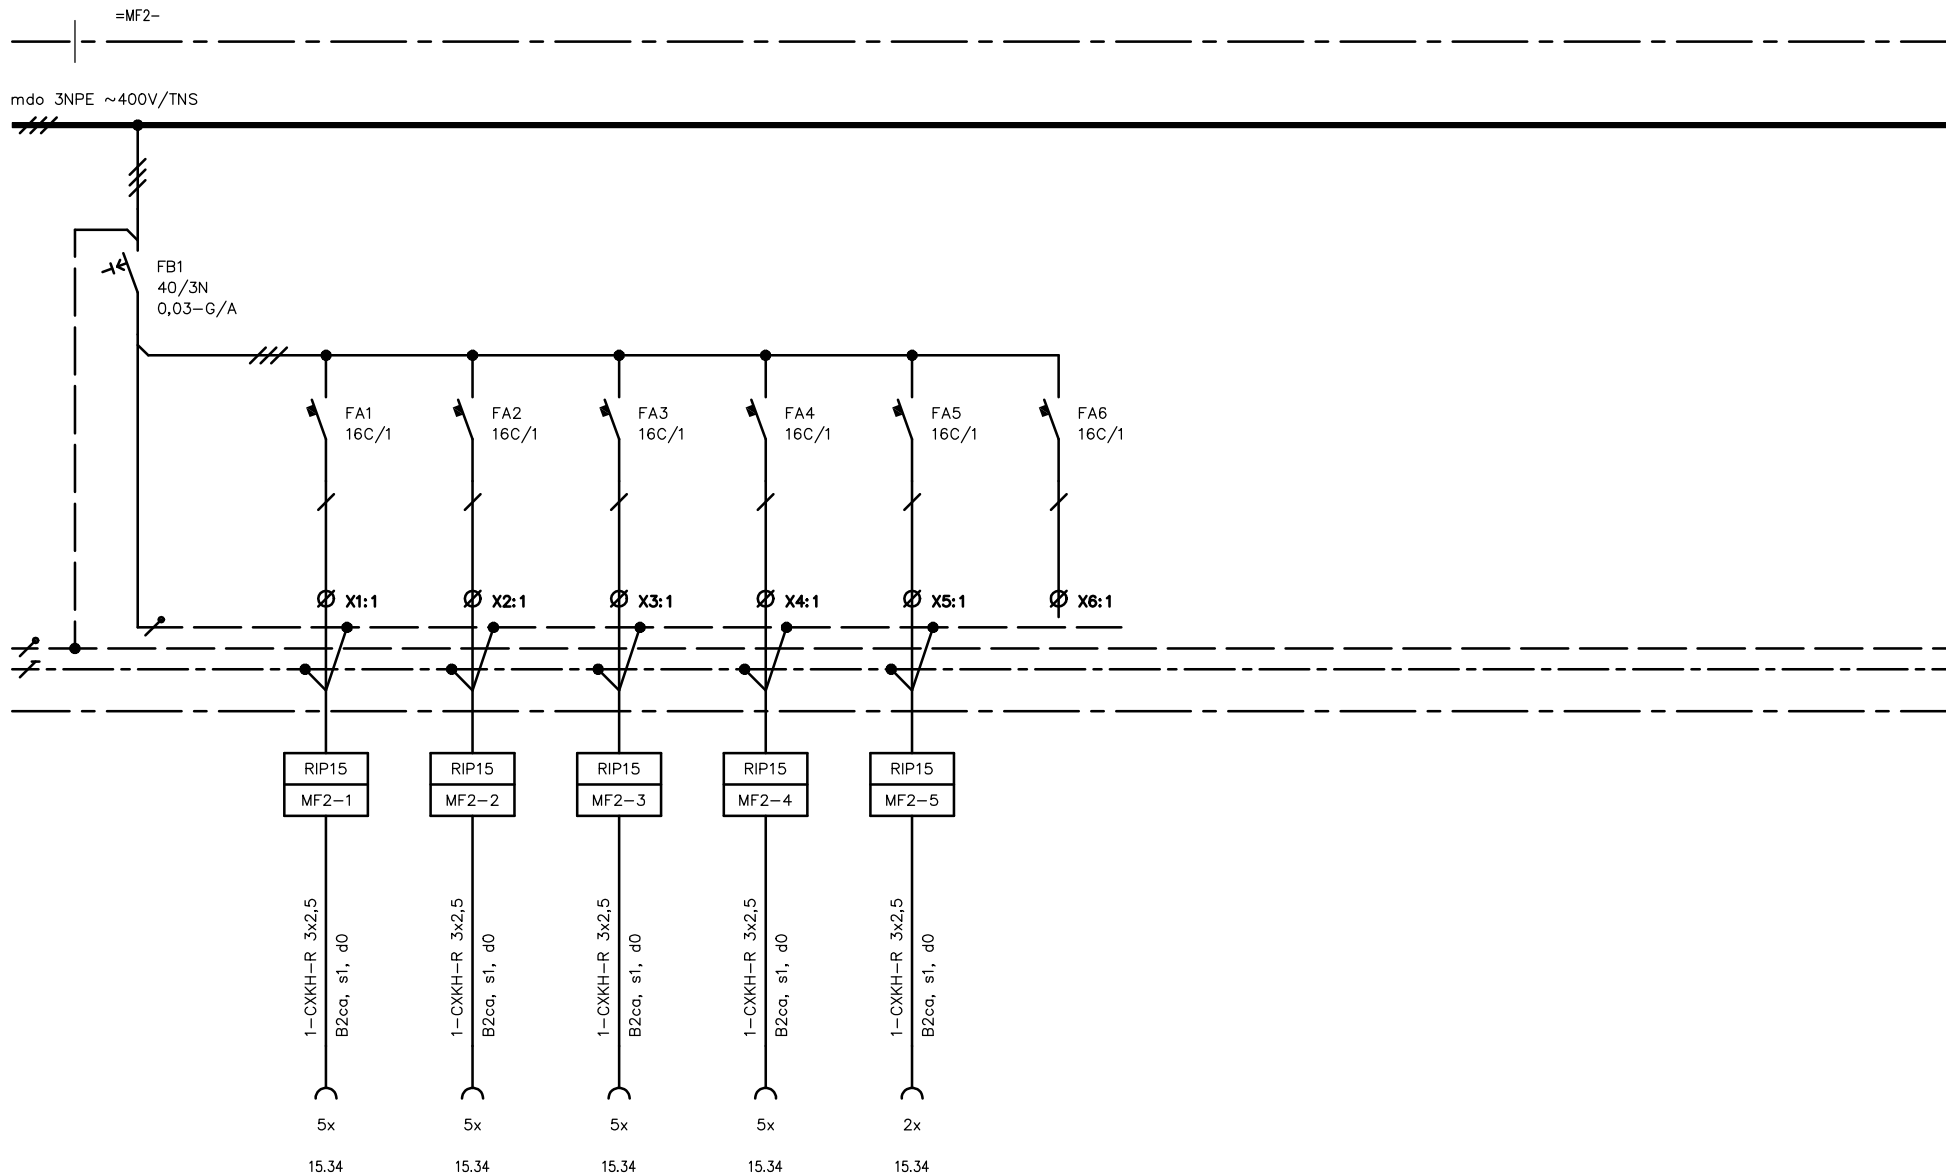 =MF2-
mdo 3NPE ~400V/TNS
FB1
40/3N
0,03-G/A
FA1
16C/1
FA2
16C/1
FA3
16C/1
FA4
16C/1
FA5
16C/1
FA6
16C/1
X1:1
X2:1
X3:1
X4:1
X5:1
X6:1
RIP15
MF2-1
RIP15
MF2-2
RIP15
MF2-3
RIP15
MF2-4
RIP15
MF2-5
1-CXKH-R 3x2,5
B2ca, s1, d0
1-CXKH-R 3x2,5
B2ca, s1, d0
1-CXKH-R 3x2,5
B2ca, s1, d0
1-CXKH-R 3x2,5
B2ca, s1, d0
1-CXKH-R 3x2,5
B2ca, s1, d0
5x
5x
5x
5x
2x
15.34
15.34
15.34
15.34
15.34